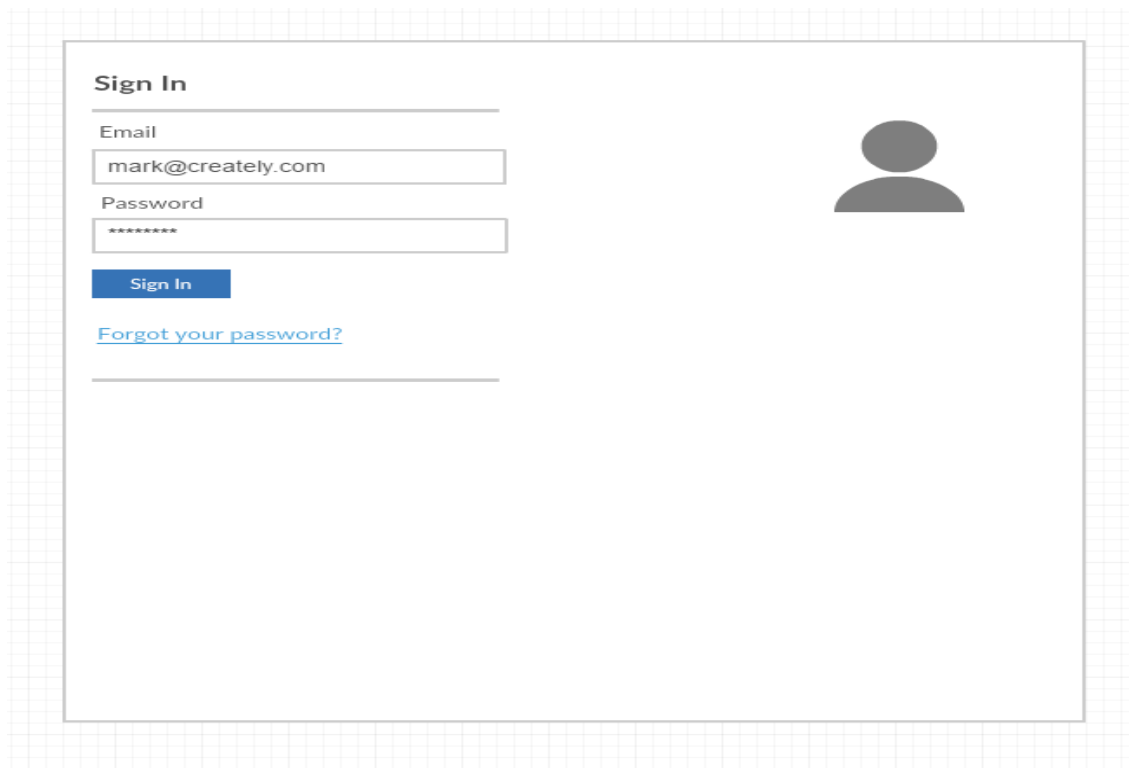 Sign In
Email
mark@creately.com
Password
********
Sign In
Forgot your password?